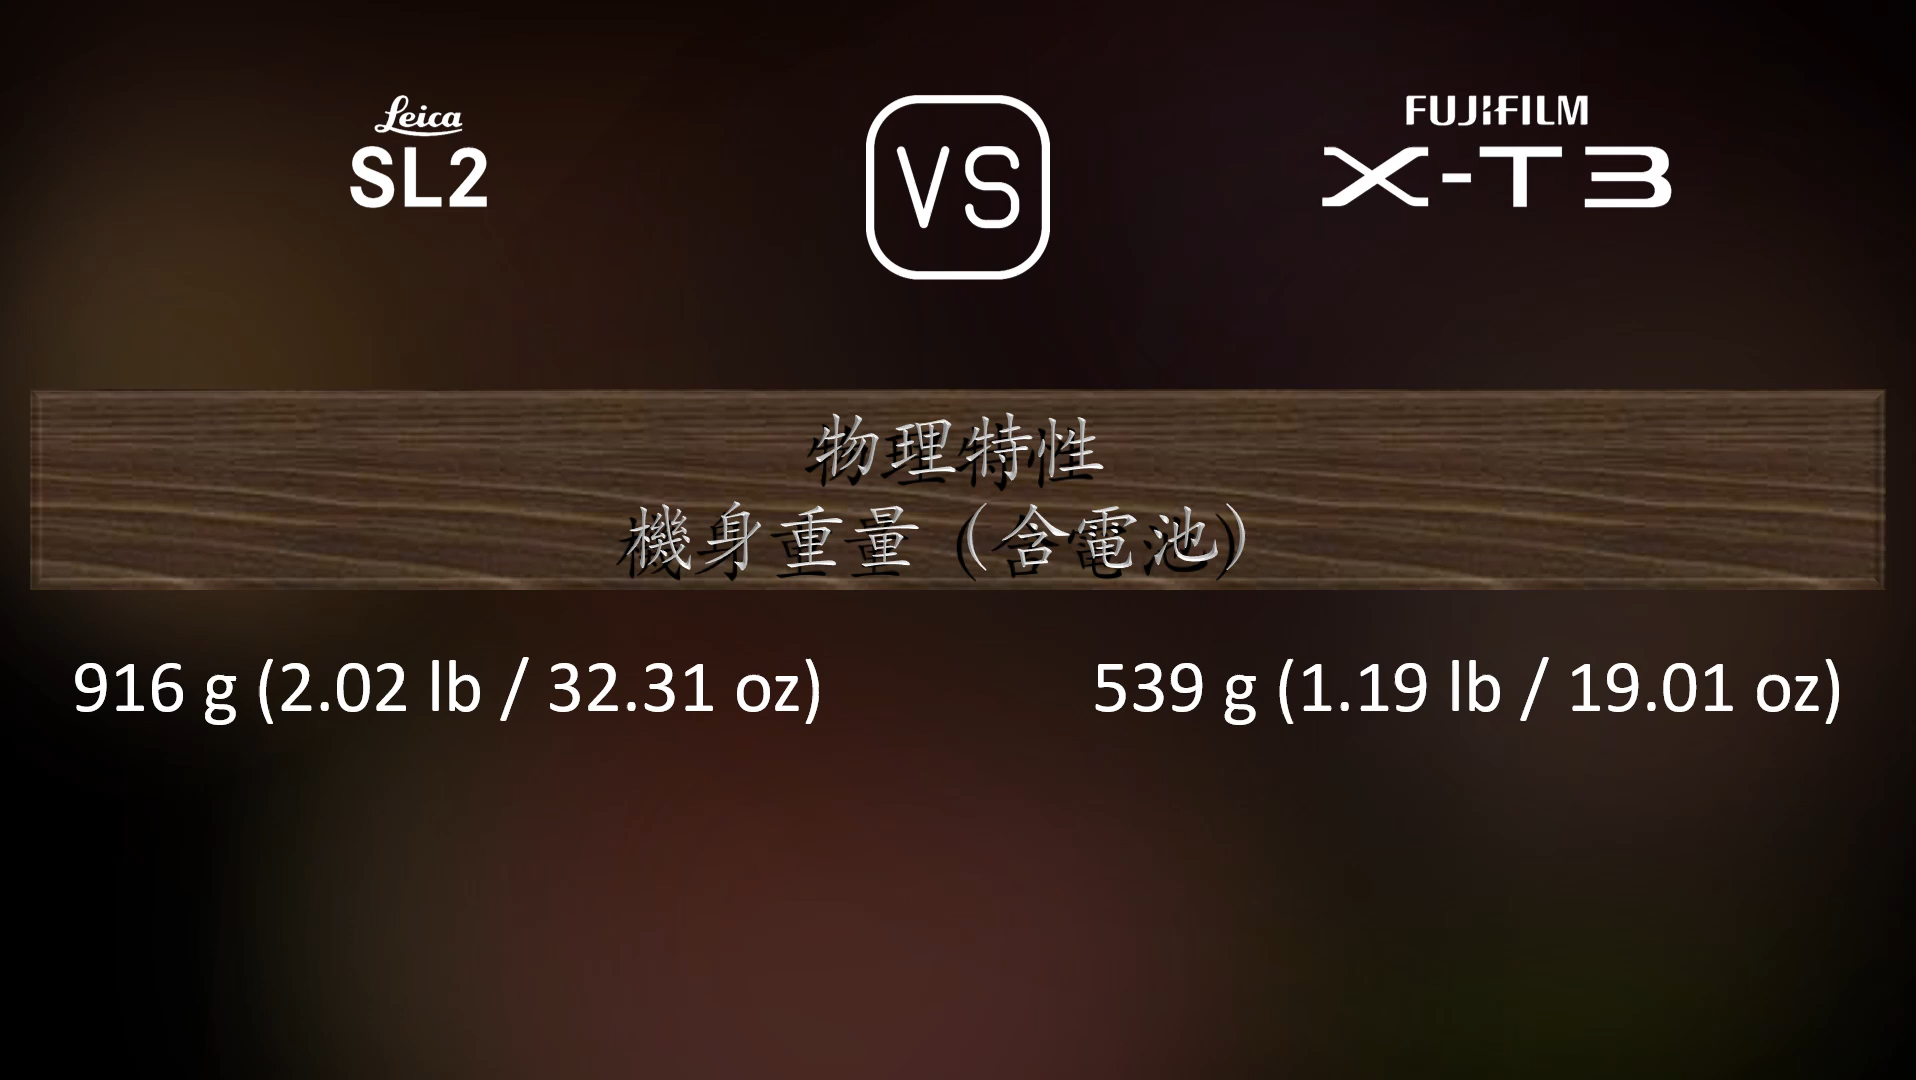 Leica
SL2
VS
FUJIFILM
X-T3
物理特性
機身重量（含電池）
916 g (2.02 lb / 32.31 oz)
539 g (1.19 lb / 19.01 oz)